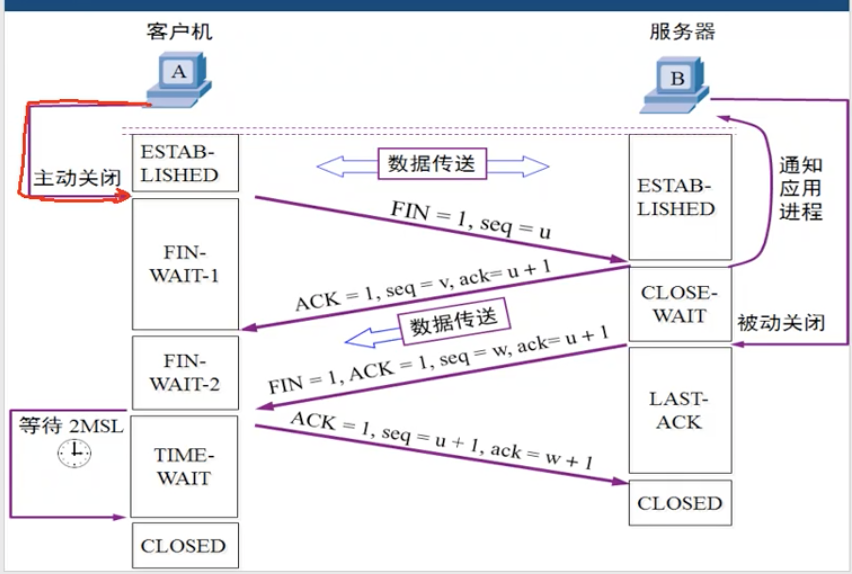 客户机
服务器
A
B
ESTAB-
LISHED
数据传送
主动关闭
FIN = 1, seq = u
ESTAB-
LISHED
通知
应用
进程
FIN-
WAIT-1
ACK = 1, seq = v, ack= u + 1
CLOSE-
WAIT
数据传送
被动关闭
FIN-
WAIT-2
FIN = 1, ACK = 1, seq = w, ack= u + 1
LAST-
ACK
等待 2MSL
ACK = 1, seq = u + 1, ack = w + 1
TIME-
WAIT
CLOSED
CLOSED